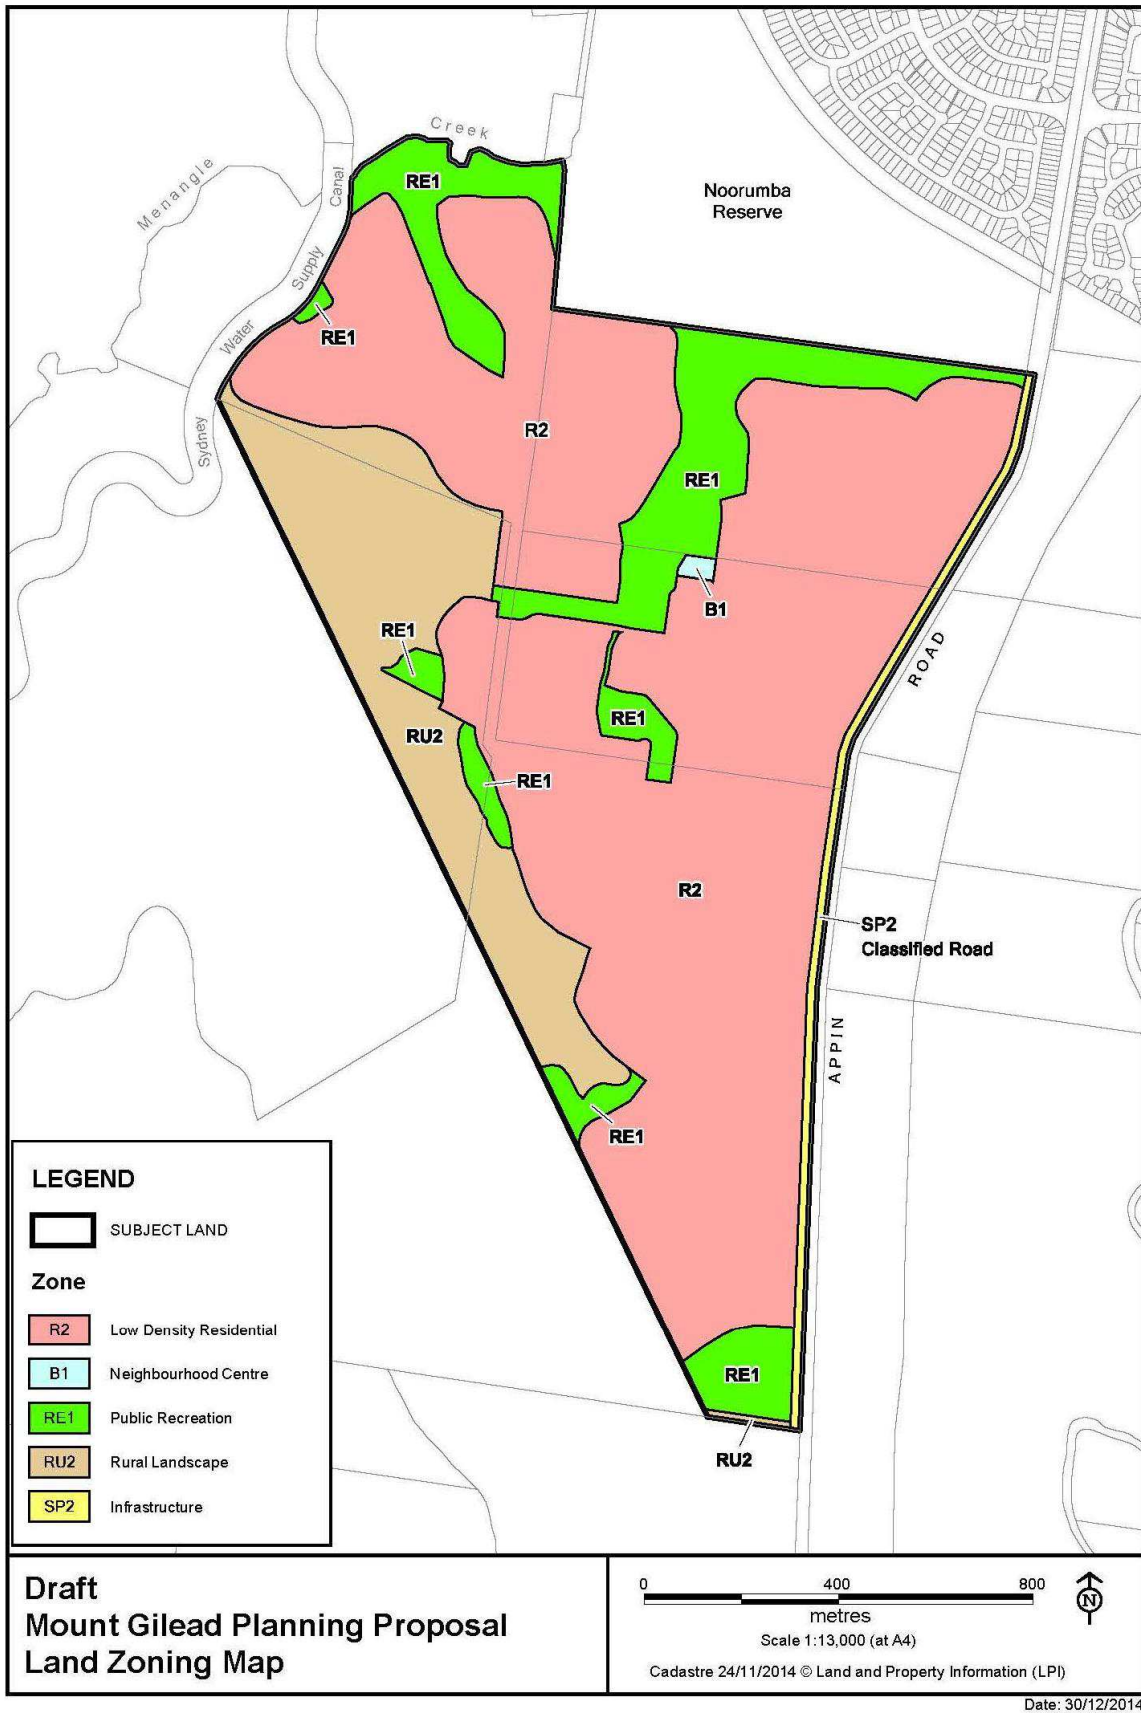 Creek
Menangle
Canal
Supply
Water
Sydney
RE1
Noorumba
Reserve
RE1
R2
RE1
B1
RE1
ROAD
RE1
RU2
RE1
R2
SP2
Classified Road
APPIN
RE1
RE1
RU2
LEGEND
SUBJECT LAND
Zone
R2 Low Density Residential
B1 Neighbourhood Centre
RE1 Public Recreation
RU2 Rural Landscape
SP2 Infrastructure
Draft
Mount Gilead Planning Proposal
Land Zoning Map
0 400 800
metres
Scale 1:13,000 (at A4)
N
Cadastre 24/11/2014 © Land and Property Information (LPI)
Date: 30/12/2014